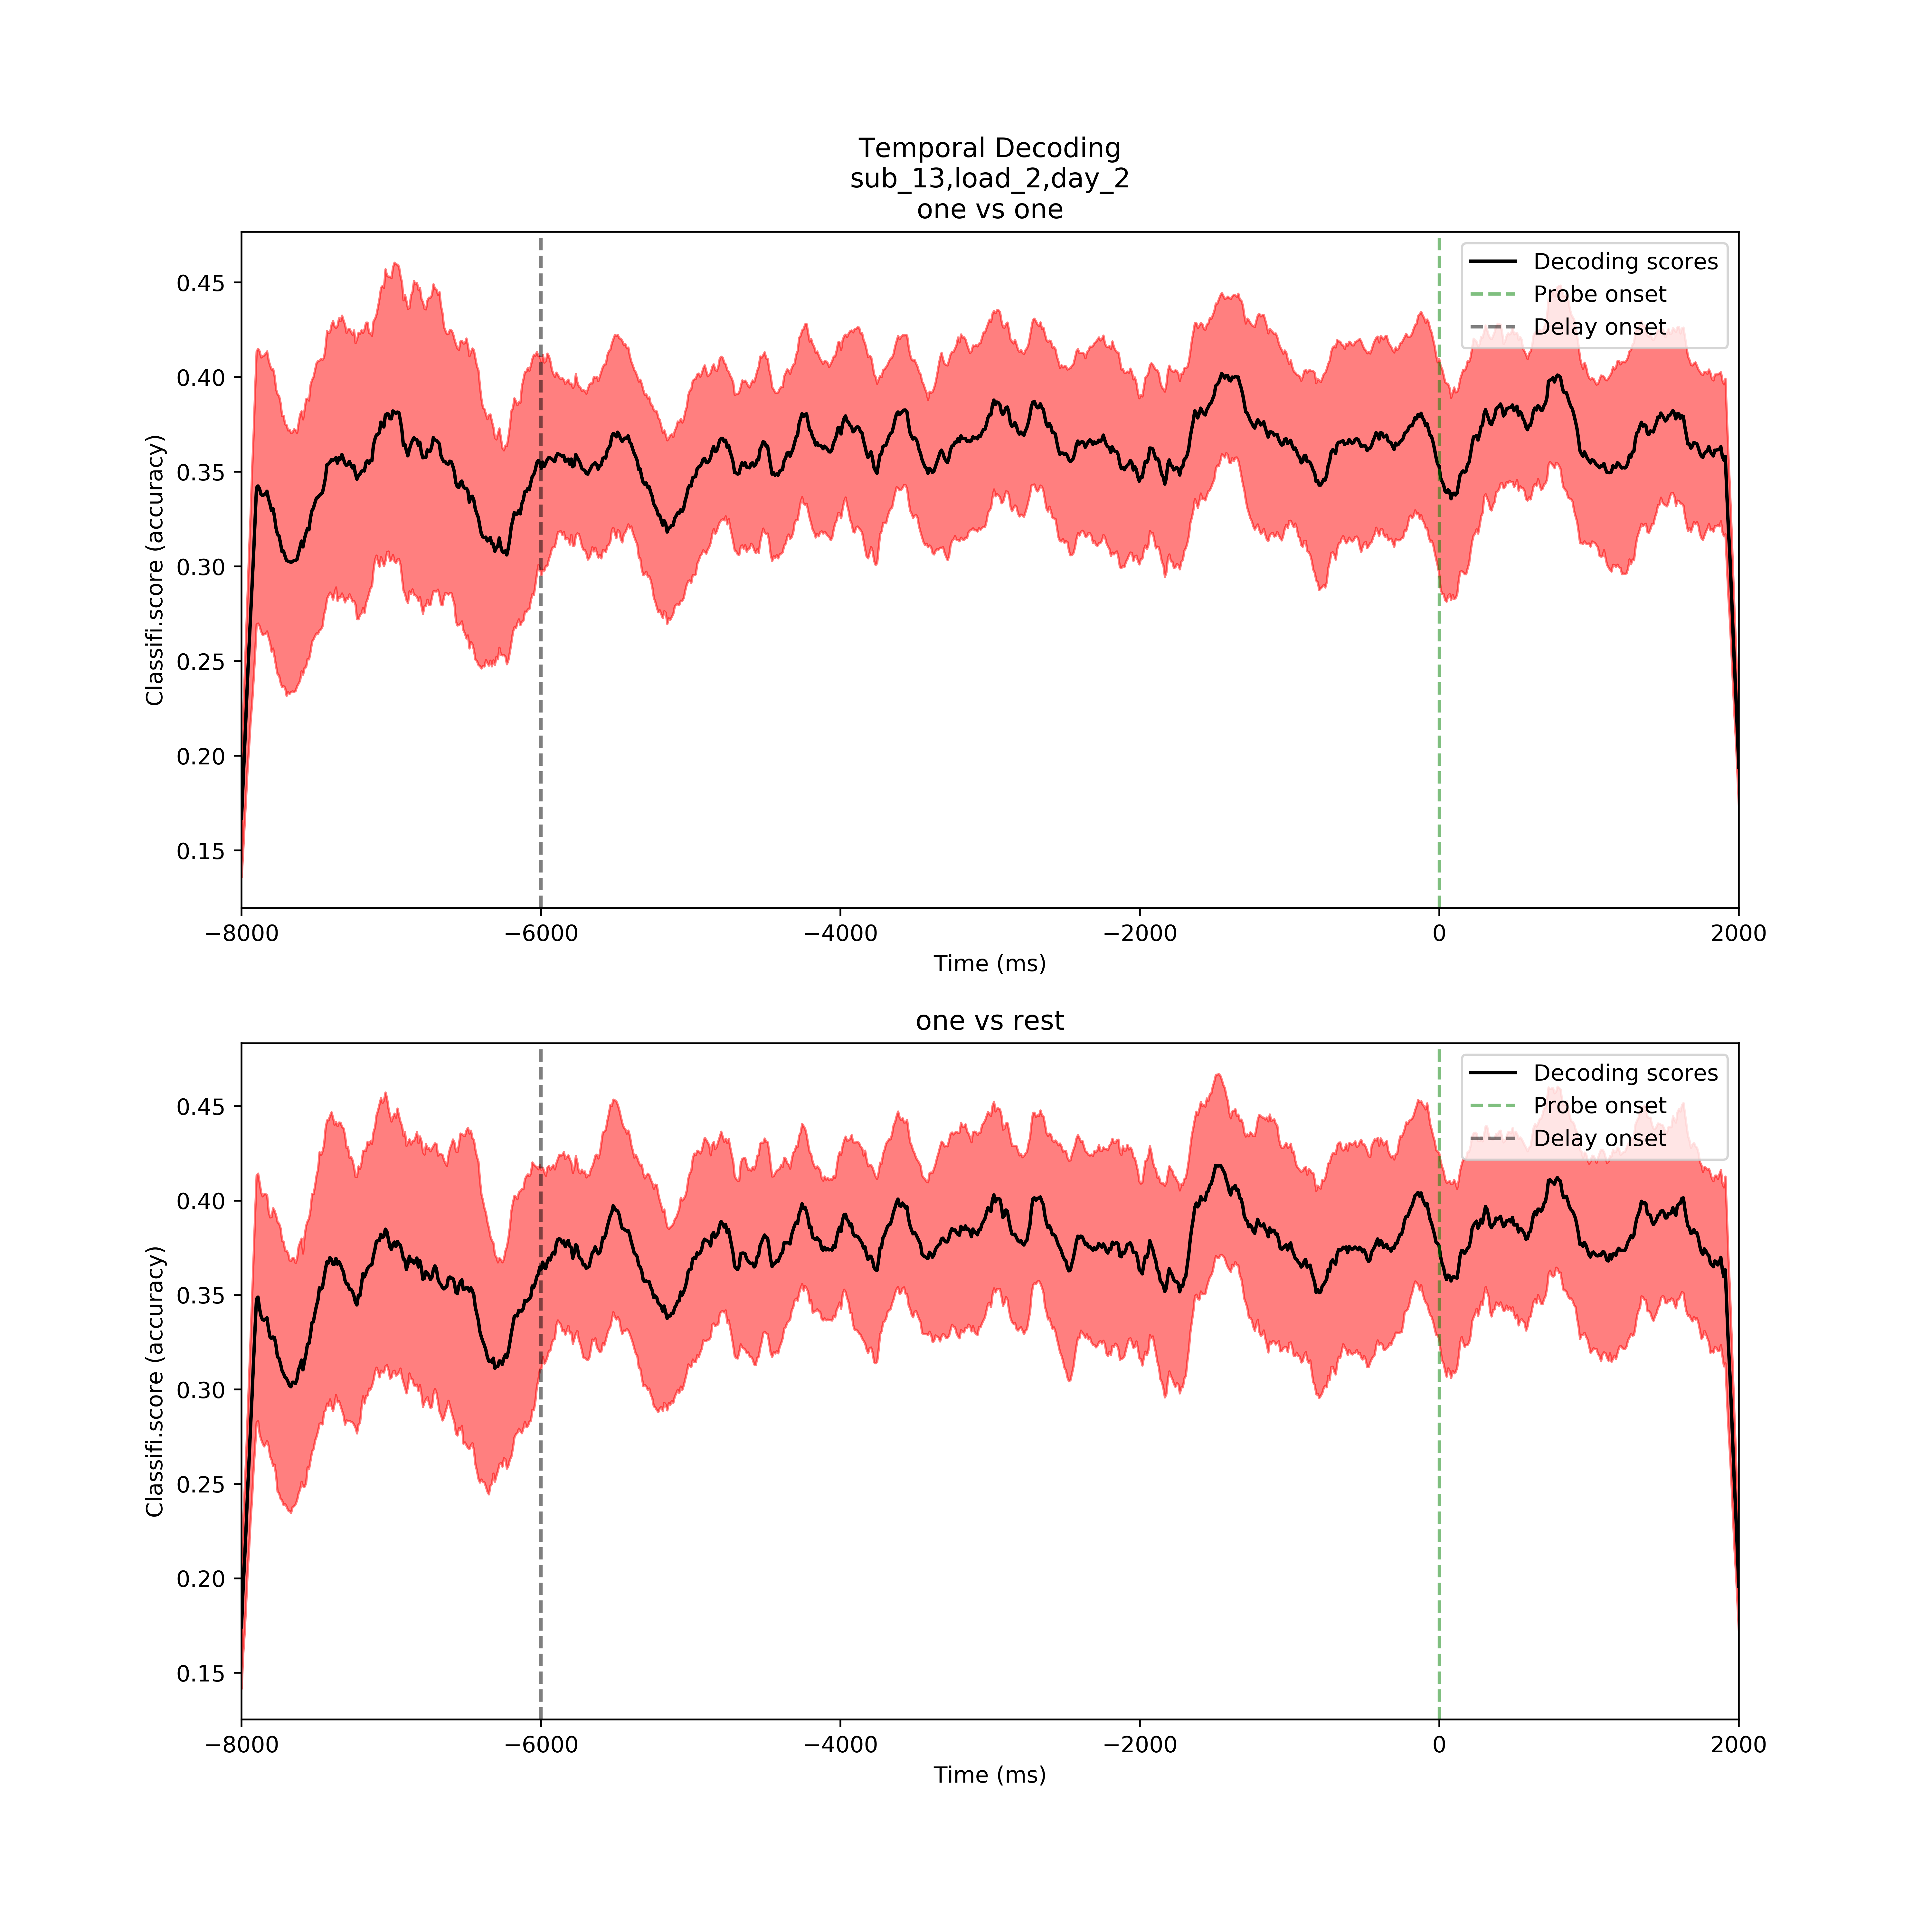 Temporal Decoding
sub_13,load_2,day_2
one vs one
Classifi.score (accuracy)
0.45
0.40
0.35
0.30
0.25
0.20
0.15
Decoding scores
Probe onset
Delay onset
−8000 −6000 −4000 −2000 0 2000
Time (ms)
one vs rest
Classifi.score (accuracy)
0.45
0.40
0.35
0.30
0.25
0.20
0.15
Decoding scores
Probe onset
Delay onset
−8000 −6000 −4000 −2000 0 2000
Time (ms)